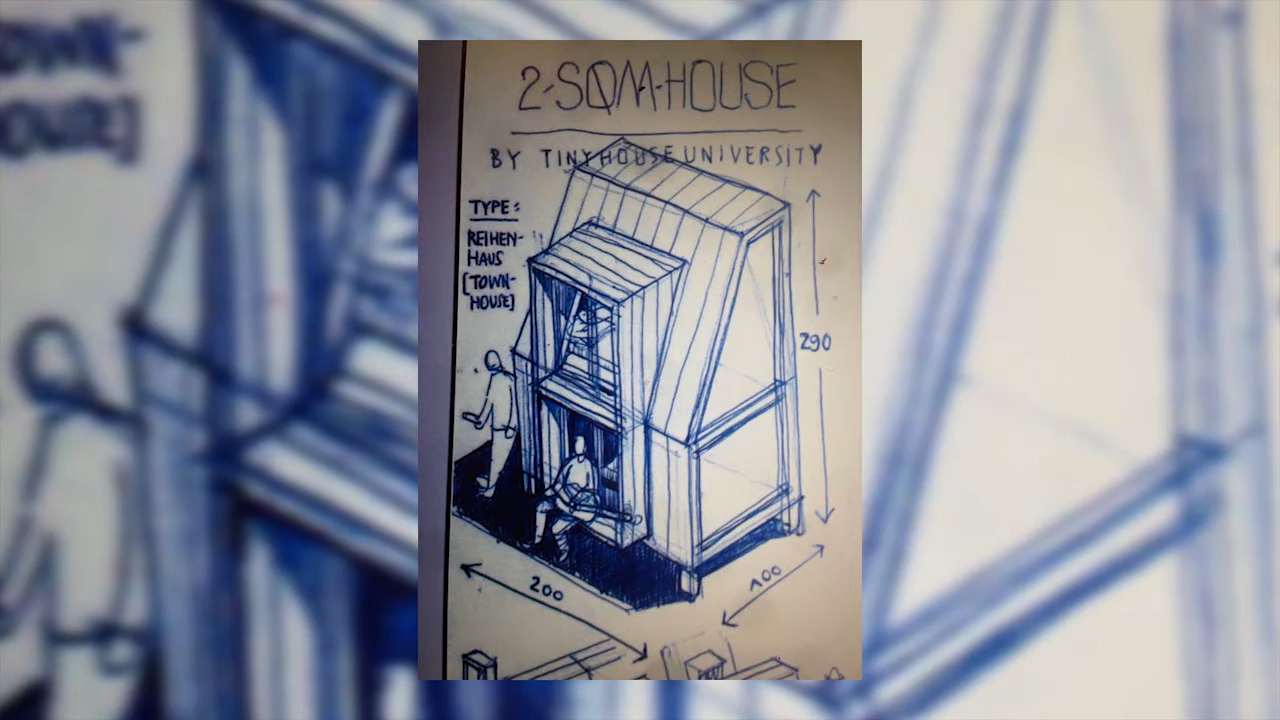 2-SQM-HOUSE
BY TINYHOUSE UNIVERSITY
TYPE:
REIHEN-
HAUS
[TOWN-
HOUSE]
290
200
100